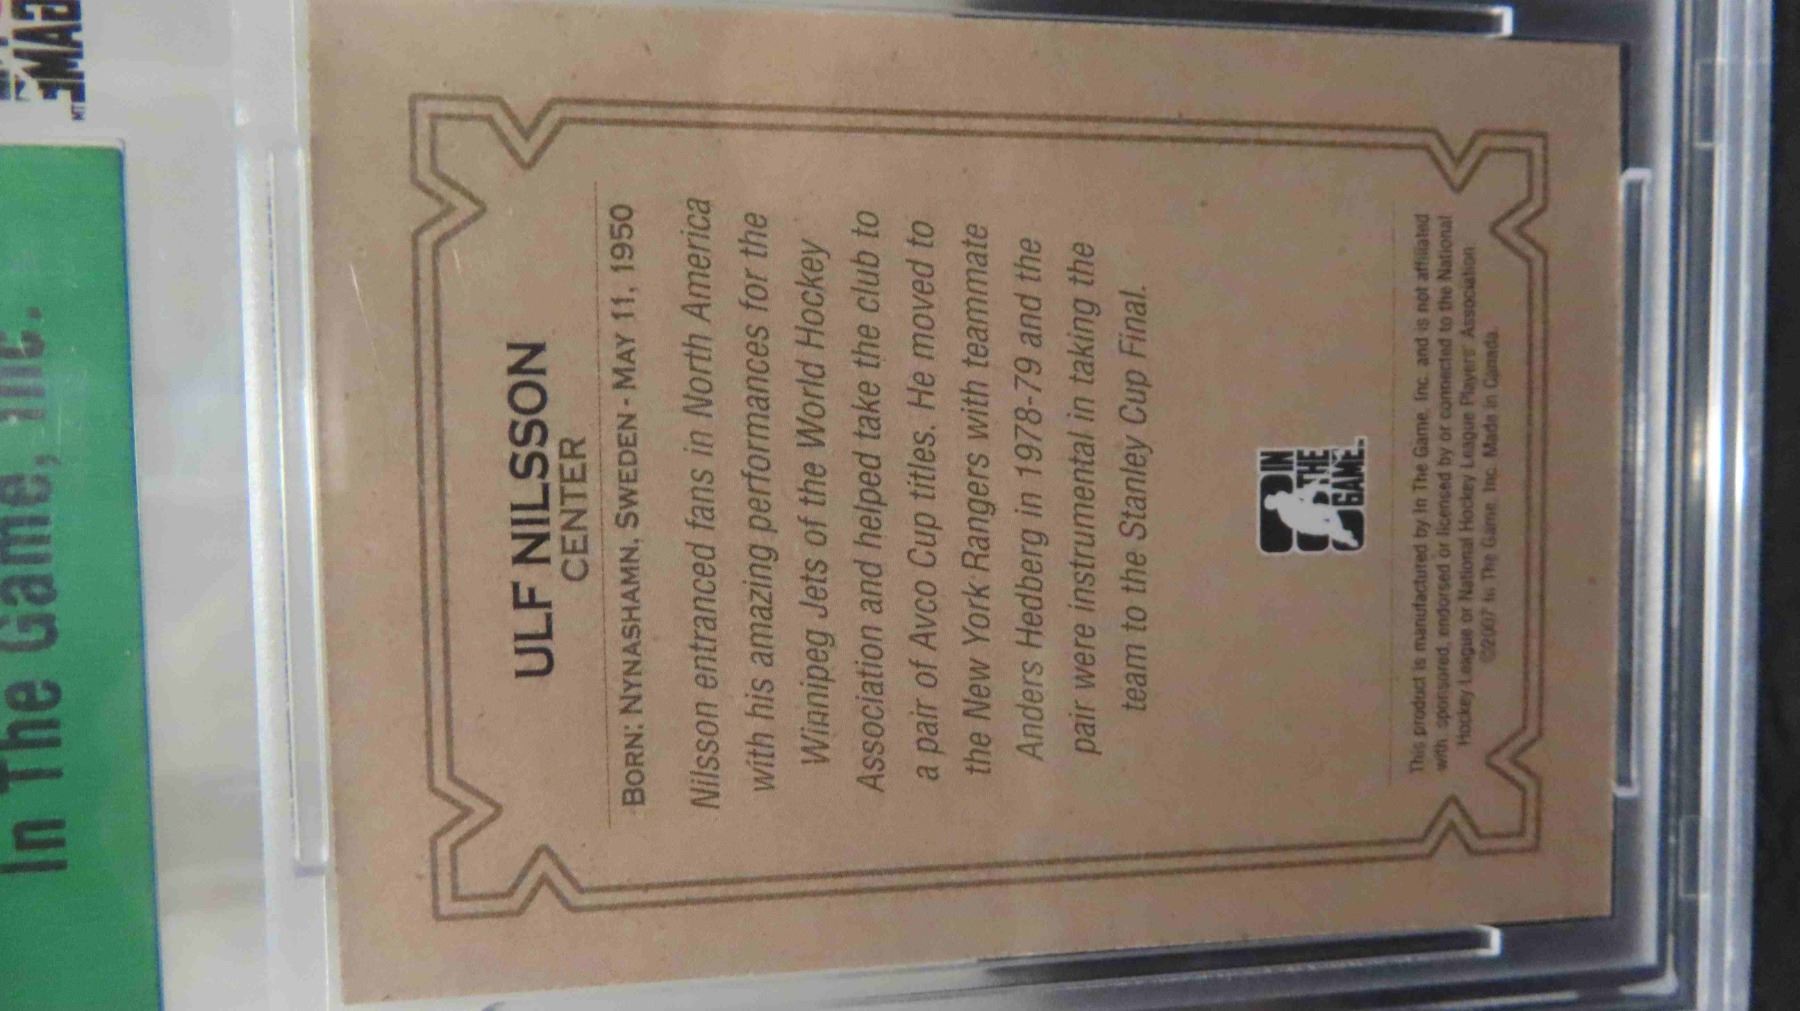 In The Game, Inc.
ULF NILSSON
CENTER
BORN: NYNASHAMN, SWEDEN - MAY 11, 1950
Nilsson entranced fans in North America
with his amazing performances for the
Winnipeg Jets of the World Hockey
Association and helped take the club to
a pair of Avco Cup titles. He moved to
the New York Rangers with teammate
Anders Hedberg in 1978-79 and the
pair were instrumental in taking the
team to the Stanley Cup Final.
IN
THE
GAME.
This product is manufactured by In The Game, Inc. and is not affiliated
with, sponsored, endorsed or licensed by or connected to the National
Hockey League or National Hockey League Players' Association.
©2007 In The Game, Inc. Made in Canada.